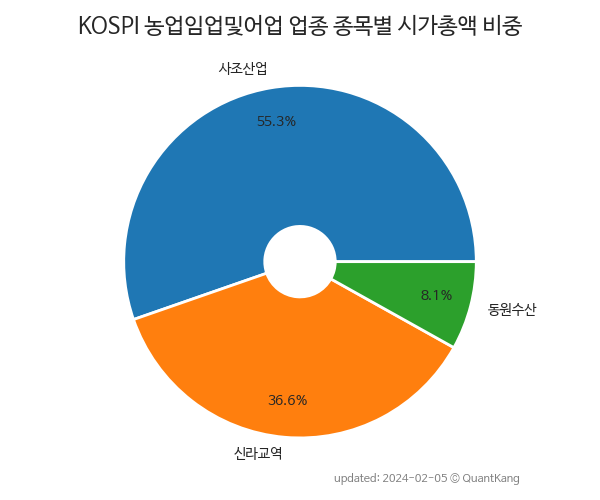 KOSPI 농업임업및어업 업종 종목별 시가총액 비중
사조산업
55.3%
8.1%
동원수산
36.6%
신라교역
updated: 2024-02-05 © QuantKang